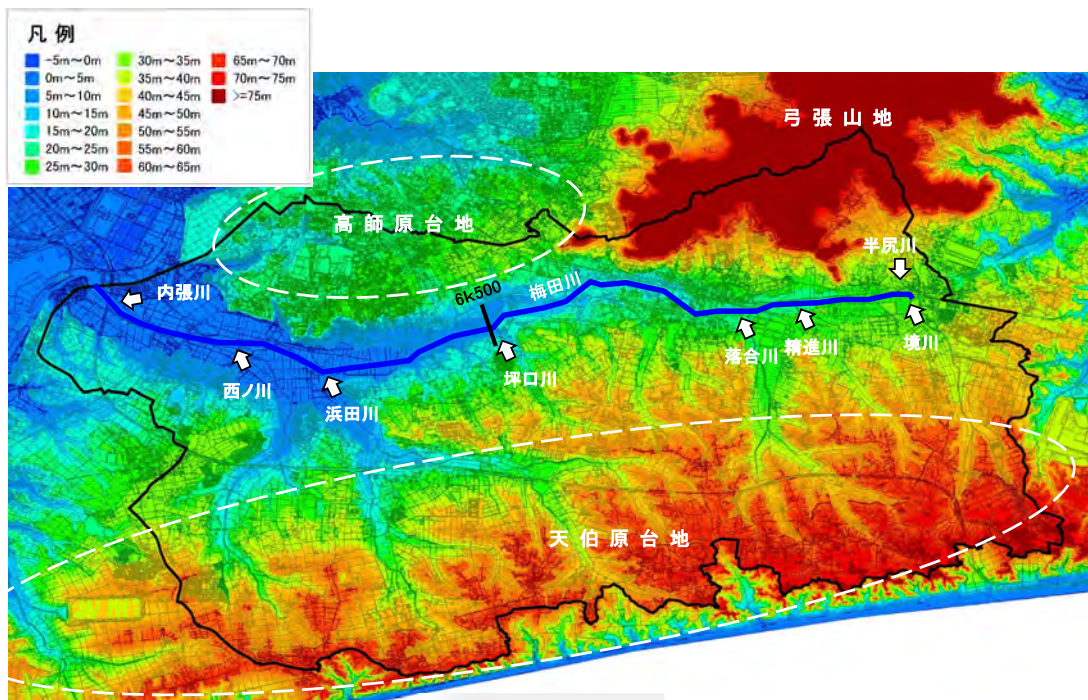 凡例
-5m～0m
0m～5m
5m～10m
10m～15m
15m～20m
20m～25m
25m～30m
30m～35m
35m～40m
40m～45m
45m～50m
50m～55m
55m～60m
60m～65m
65m～70m
70m～75m
>=75m
弓張山地
高師原台地
半尻川
内張川
6k500
梅田川
西ノ川
浜田川
坪口川
落合川
精進川
境川
天伯原台地